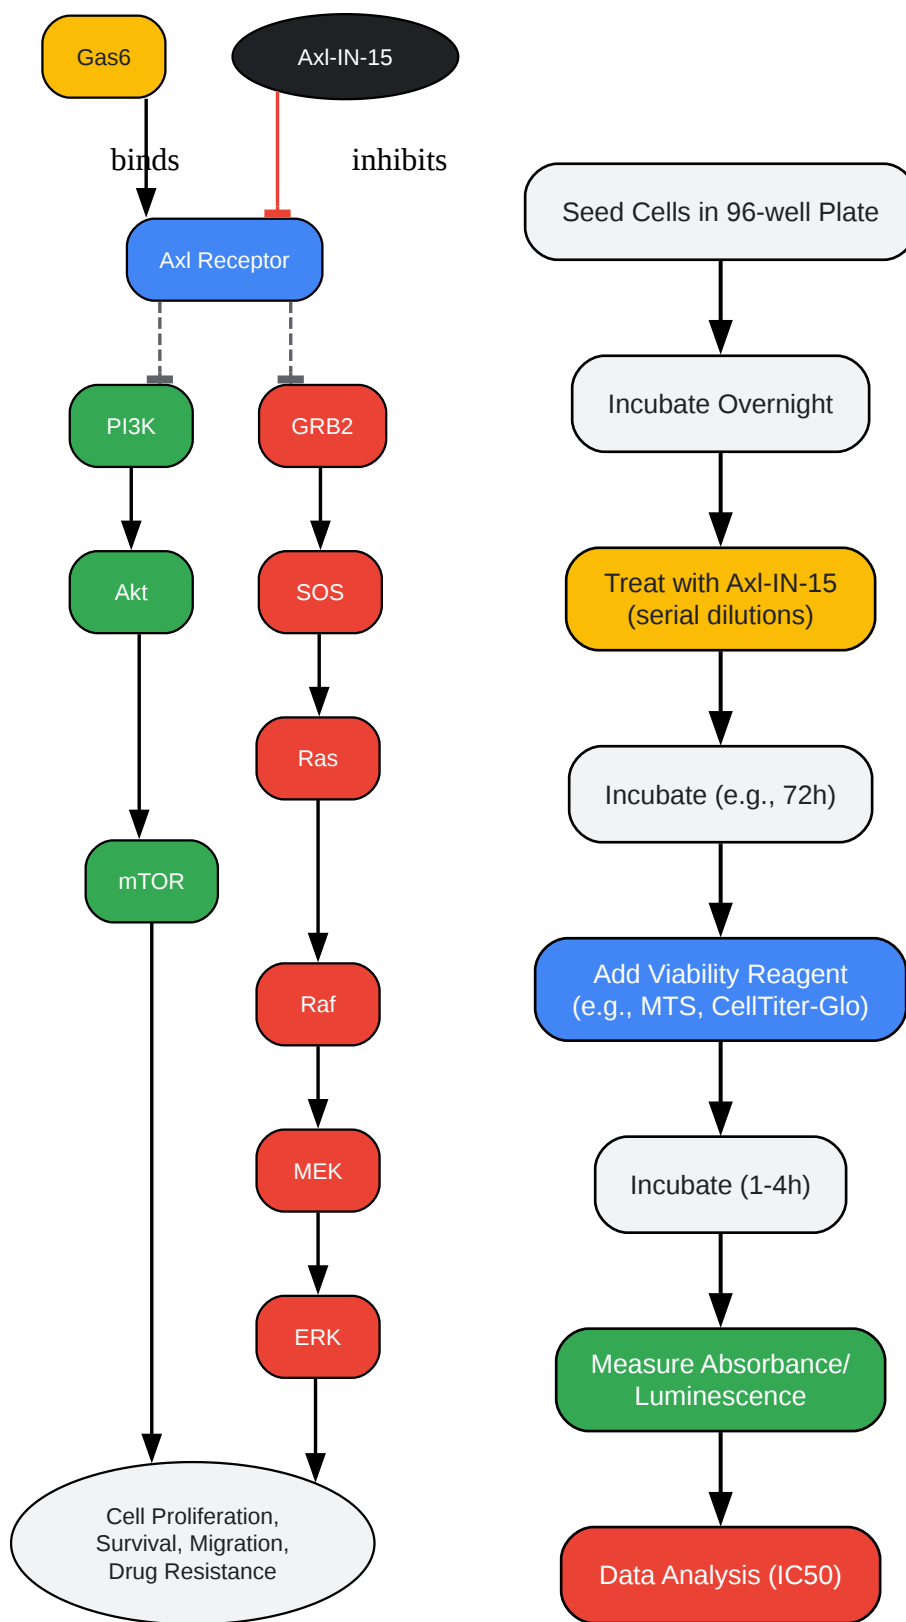 Gas6
Axl-IN-15
binds
inhibits
Axl Receptor
PI3K
GRB2
Akt
SOS
Ras
mTOR
Raf
MEK
ERK
Cell Proliferation,
Survival, Migration,
Drug Resistance
Seed Cells in 96-well Plate
Incubate Overnight
Treat with Axl-IN-15
(serial dilutions)
Incubate (e.g., 72h)
Add Viability Reagent
(e.g., MTS, CellTiter-Glo)
Incubate (1-4h)
Measure Absorbance/
Luminescence
Data Analysis (IC50)